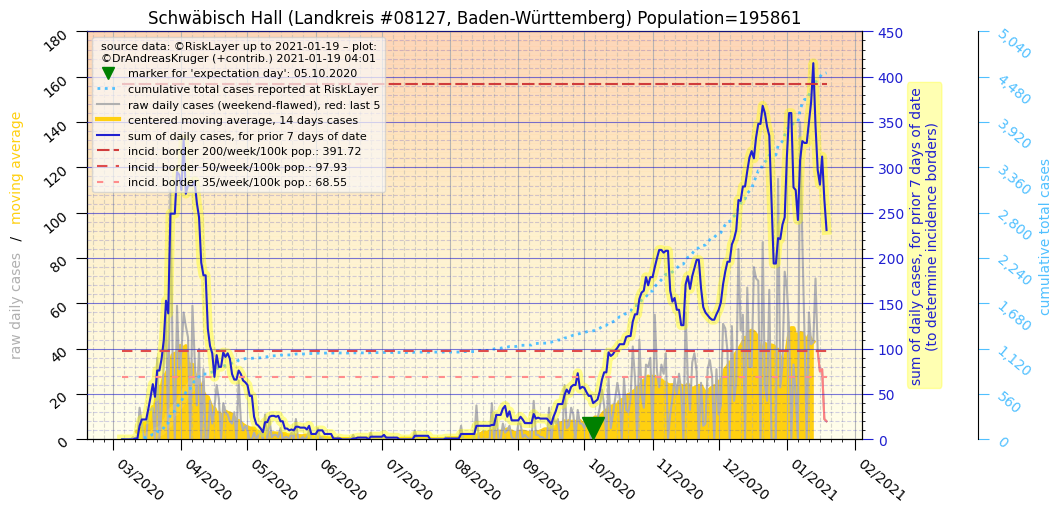 Schwäbisch Hall (Landkreis #08127, Baden-Württemberg) Population=195861
source data: ©RiskLayer up to 2021-01-19 – plot:
©DrAndreasKruger (+contrib.) 2021-01-19 04:01
marker for 'expectation day': 05.10.2020
cumulative total cases reported at RiskLayer
raw daily cases (weekend-flawed), red: last 5
centered moving average, 14 days cases
sum of daily cases, for prior 7 days of date
incid. border 200/week/100k pop.: 391.72
incid. border 50/week/100k pop.: 97.93
incid. border 35/week/100k pop.: 68.55
raw daily cases / moving average
180
160
140
120
100
80
60
40
20
0
03/2020
04/2020
05/2020
06/2020
07/2020
08/2020
09/2020
10/2020
11/2020
12/2020
01/2021
02/2021
450
400
350
300
250
200
150
100
50
0
sum of daily cases, for prior 7 days of date
(to determine incidence borders)
5,040
4,480
3,920
3,360
2,800
2,240
1,680
1,120
560
0
cumulative total cases